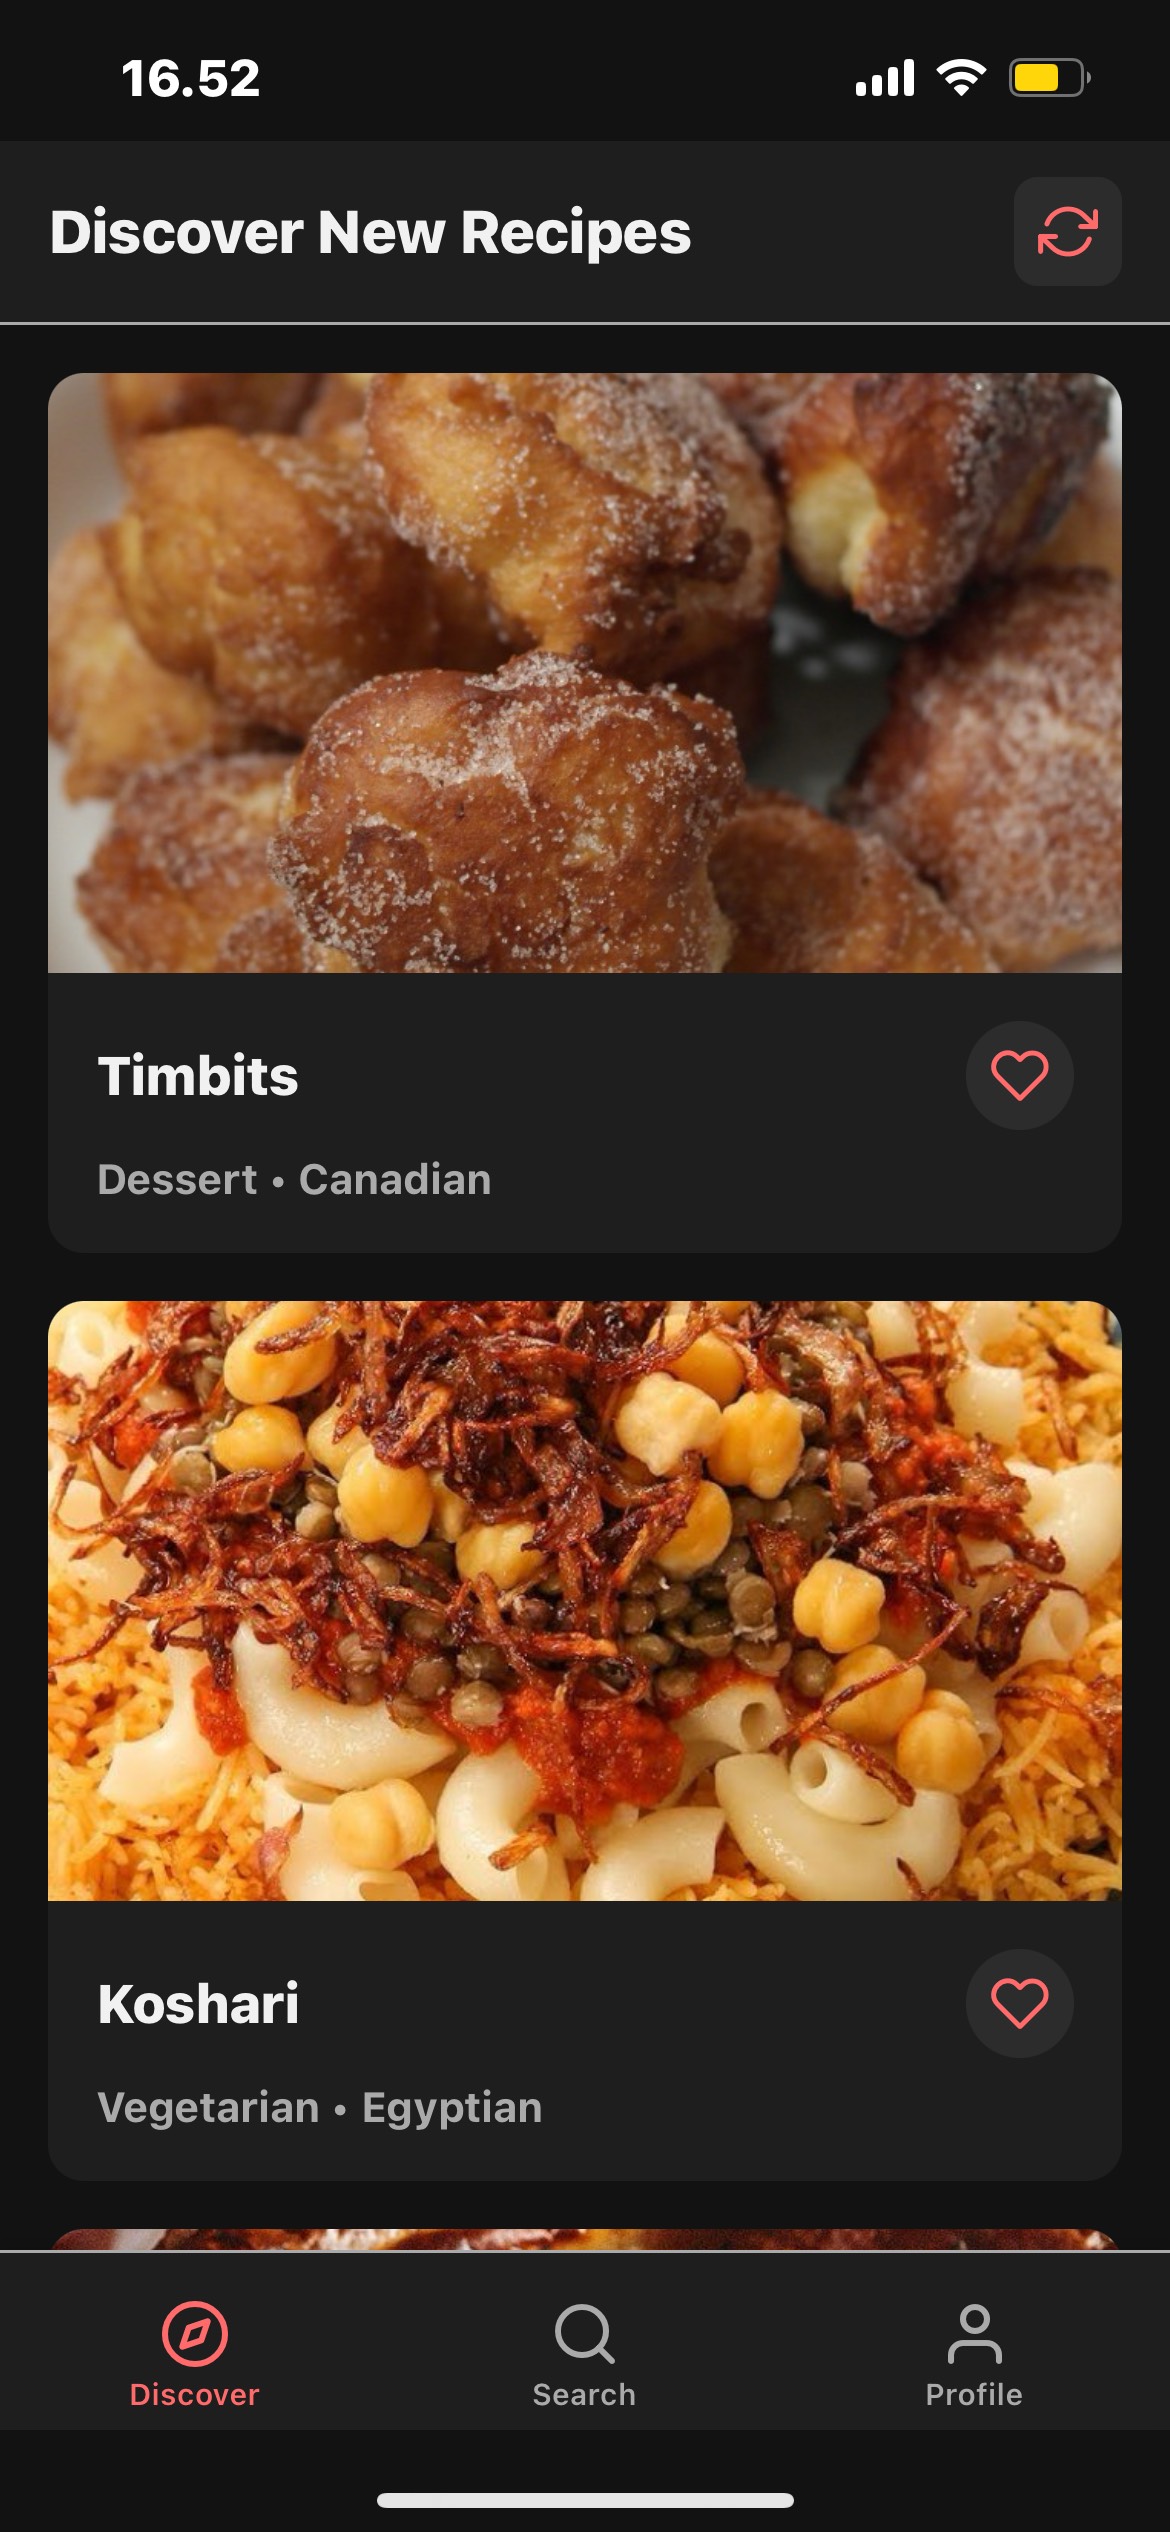 16.52
Discover New Recipes
Timbits
Dessert • Canadian
Koshari
Vegetarian • Egyptian
Discover
Search
Profile